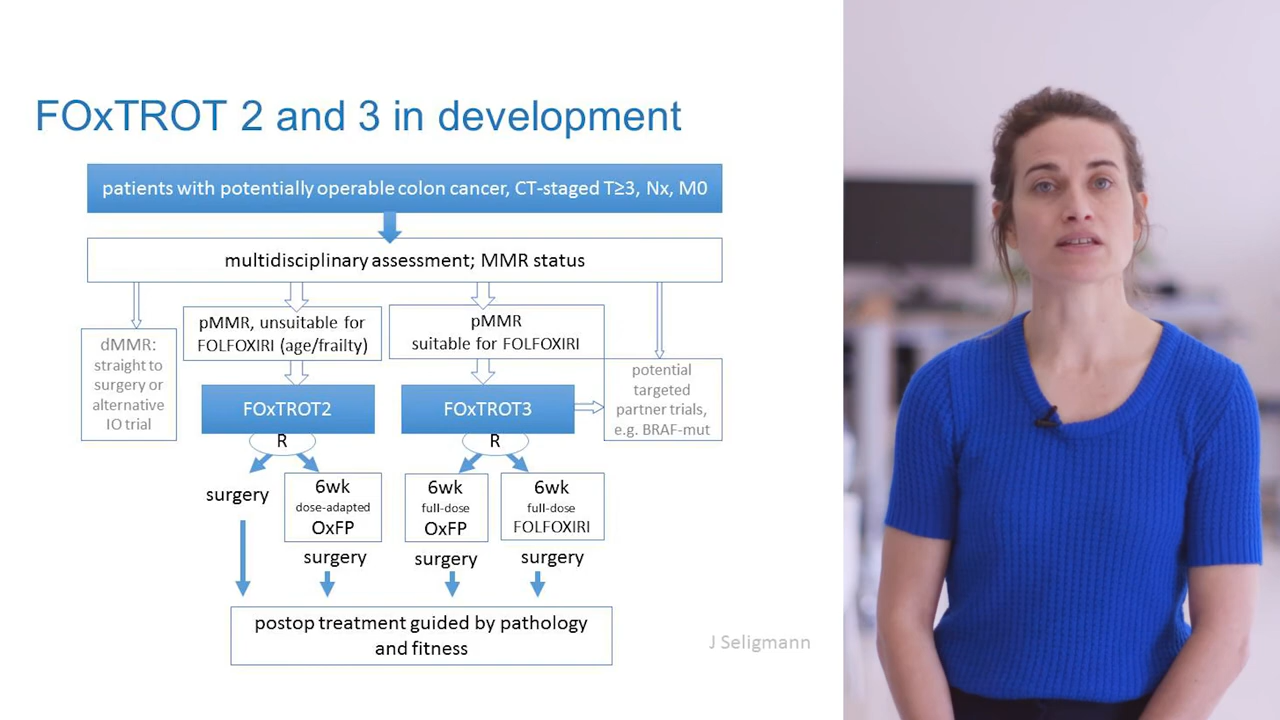 FOxTROT 2 and 3 in development
patients with potentially operable colon cancer, CT-staged T≥3, Nx, M0
multidisciplinary assessment; MMR status
dMMR:
straight to
surgery or
alternative
IO trial
pMMR, unsuitable for
FOLFOXIRI (age/frailty)
pMMR
suitable for FOLFOXIRI
potential
targeted
partner trials,
e.g. BRAF-mut
FOxTROT2
FOxTROT3
R
R
surgery
6wk
dose-adapted
OxFP
surgery
6wk
full-dose
OxFP
surgery
6wk
full-dose
FOLFOXIRI
surgery
postop treatment guided by pathology
and fitness
J Seligmann